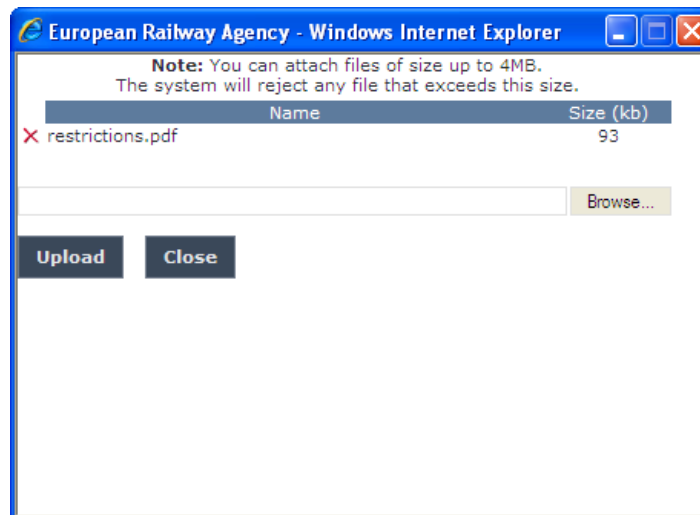 European Railway Agency - Windows Internet Explorer
Note: You can attach files of size up to 4MB.
The system will reject any file that exceeds this size.
Name Size (kb)
restrictions.pdf 93
Browse...
Upload Close